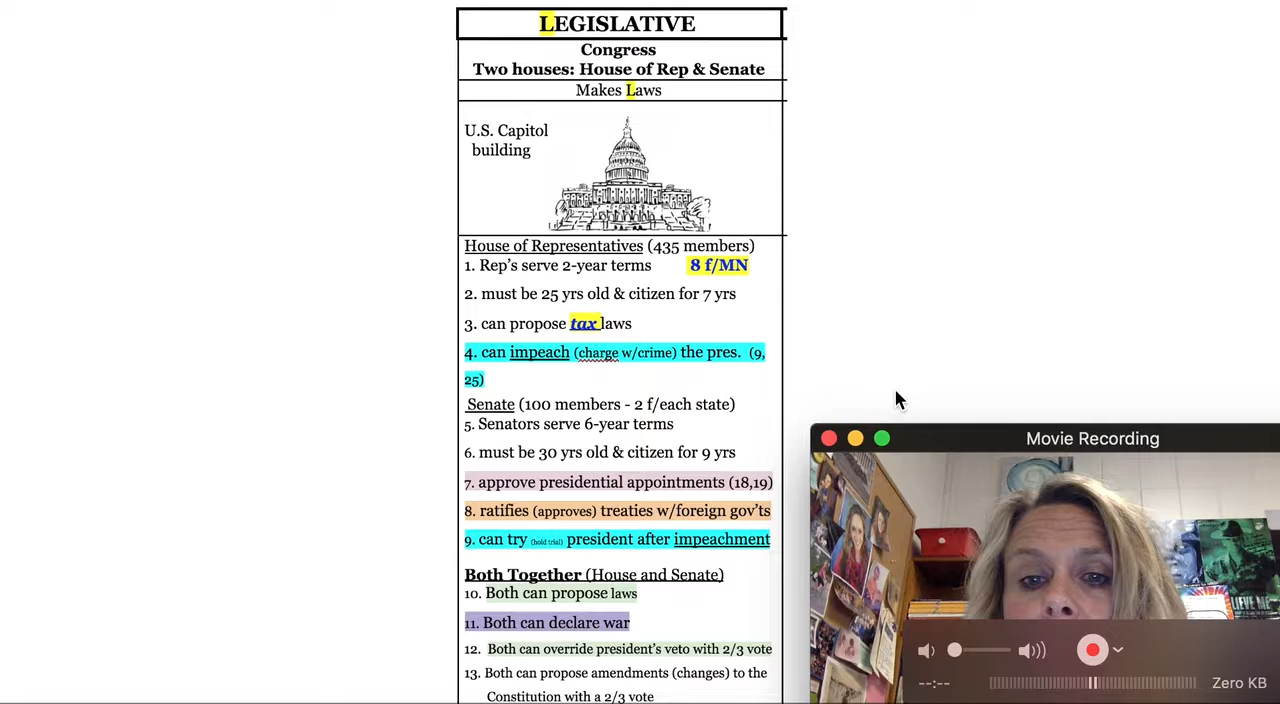 LEGISLATIVE
Congress
Two houses: House of Rep & Senate
Makes Laws
U.S. Capitol
building
House of Representatives (435 members)
1. Rep's serve 2-year terms 8 f/MN
2. must be 25 yrs old & citizen for 7 yrs
3. can propose tax laws
4. can impeach (charge w/crime) the pres. (9,
25)
Senate (100 members - 2 f/each state)
5. Senators serve 6-year terms
6. must be 30 yrs old & citizen for 9 yrs
7. approve presidential appointments (18,19)
8. ratifies (approves) treaties w/foreign gov'ts
9. can try (hold trial) president after impeachment
Both Together (House and Senate)
10. Both can propose laws
11. Both can declare war
12. Both can override president's veto with 2/3 vote
13. Both can propose amendments (changes) to the
Constitution with a 2/3 vote
Movie Recording
IEVE ME
--:-- Zero KB